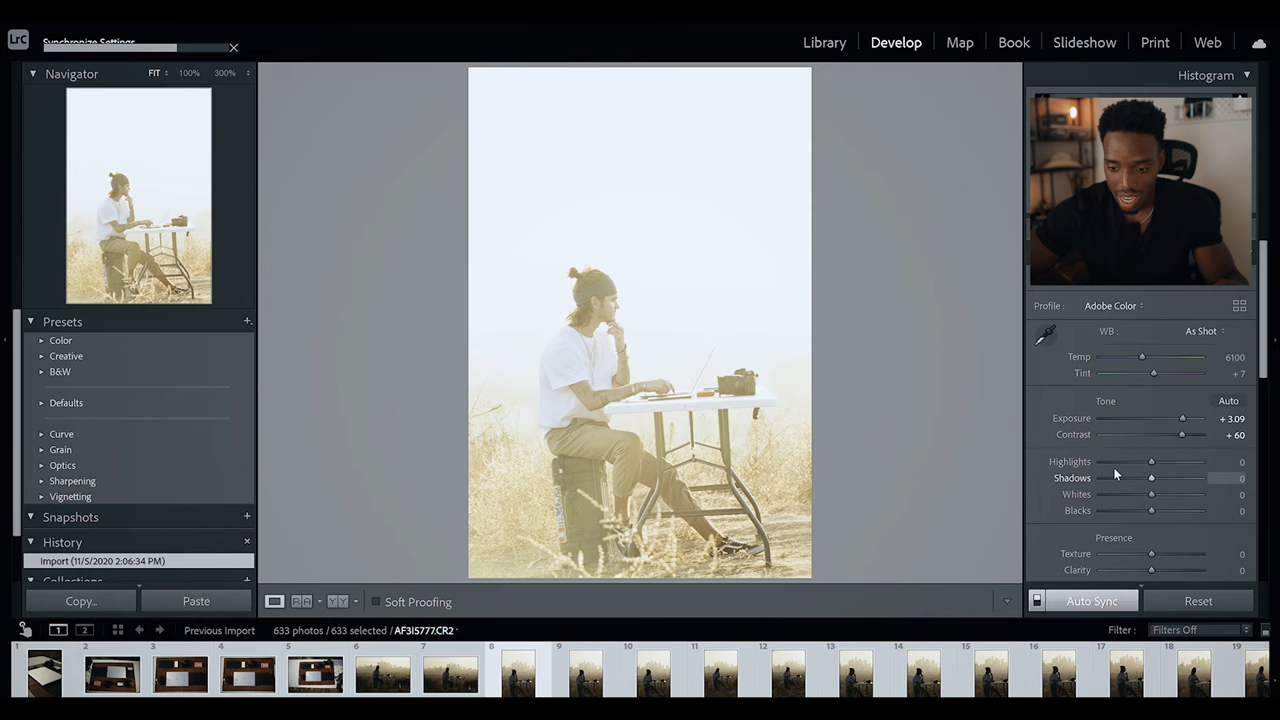 LrC
Synchronize Settings
Library
Develop
Map
Book
Slideshow
Print
Web
Navigator
FIT
100%
300%
Histogram
Presets
Color
Creative
B&W
Defaults
Curve
Grain
Optics
Sharpening
Vignetting
Snapshots
History
Import (11/5/2020 2:06:34 PM)
Collections
Copy...
Paste
Soft Proofing
Profile :
Adobe Color
WB :
As Shot
Temp
6100
Tint
+ 7
Tone
Auto
Exposure
+ 3.09
Contrast
+ 60
Highlights
0
Shadows
0
Whites
0
Blacks
0
Presence
Texture
0
Clarity
0
Auto Sync
Reset
1
2
Previous Import
633 photos / 633 selected / AF3I5777.CR2
Filter :
Filters Off
1 2 3 4 5 6 7 8 9 10 11 12 13 14 15 16 17 18 19